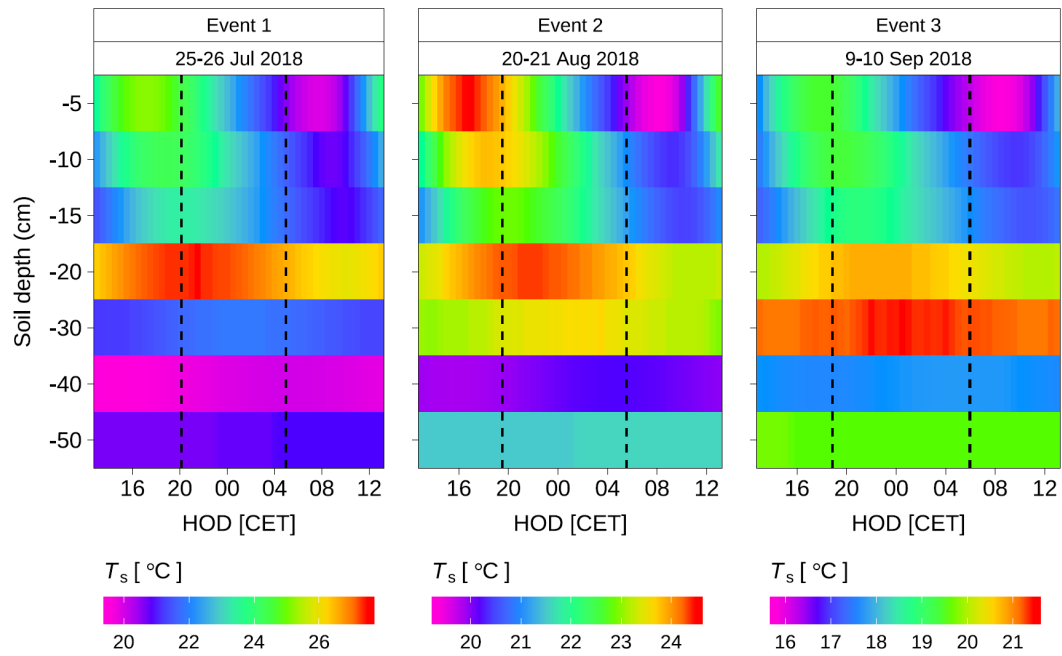 Event 1
Event 2
Event 3
25-26 Jul 2018
20-21 Aug 2018
9-10 Sep 2018
Soil depth (cm)
-5
-10
-15
-20
-30
-40
-50
16 20 00 04 08 12
16 20 00 04 08 12
16 20 00 04 08 12
HOD [CET]
HOD [CET]
HOD [CET]
Ts [ °C ]
Ts [ °C ]
Ts [ °C ]
20 22 24 26
20 21 22 23 24
16 17 18 19 20 21